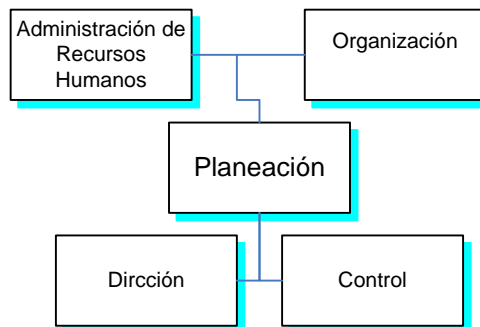 Administración de
Recursos
Humanos
Organización
Planeación
Dircción
Control